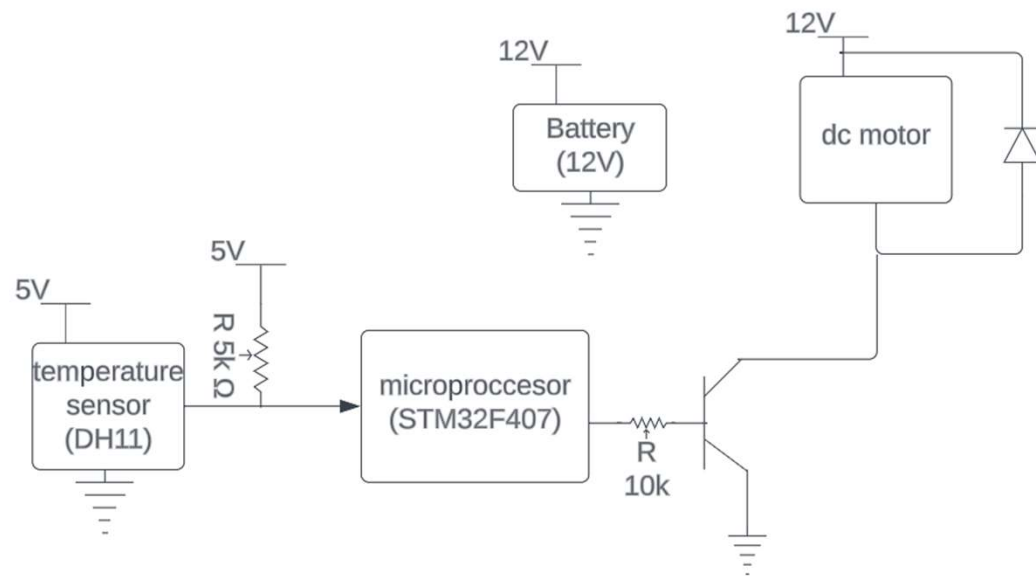 12V
12V
Battery
(12V)
dc motor
5V
5V
R 5k Ω
temperature
sensor
(DH11)
microproccesor
(STM32F407)
R
10k